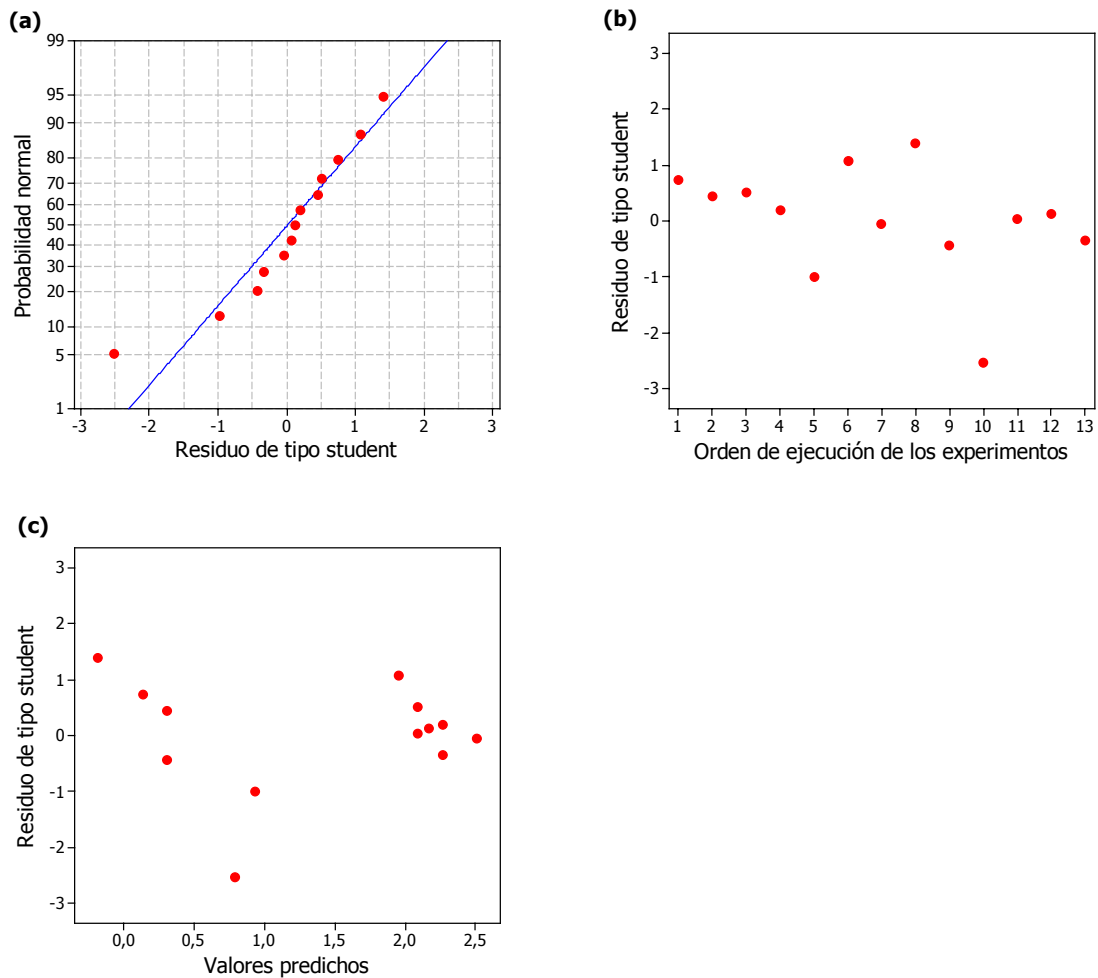 (a)
99
95
90
80
70
60
50
40
30
20
10
5
1
Probabilidad normal
-3 -2 -1 0 1 2 3
Residuo de tipo student
(b)
3
2
1
0
-1
-2
-3
Residuo de tipo student
1 2 3 4 5 6 7 8 9 10 11 12 13
Orden de ejecución de los experimentos
(c)
3
2
1
0
-1
-2
-3
Residuo de tipo student
0,0 0,5 1,0 1,5 2,0 2,5
Valores predichos